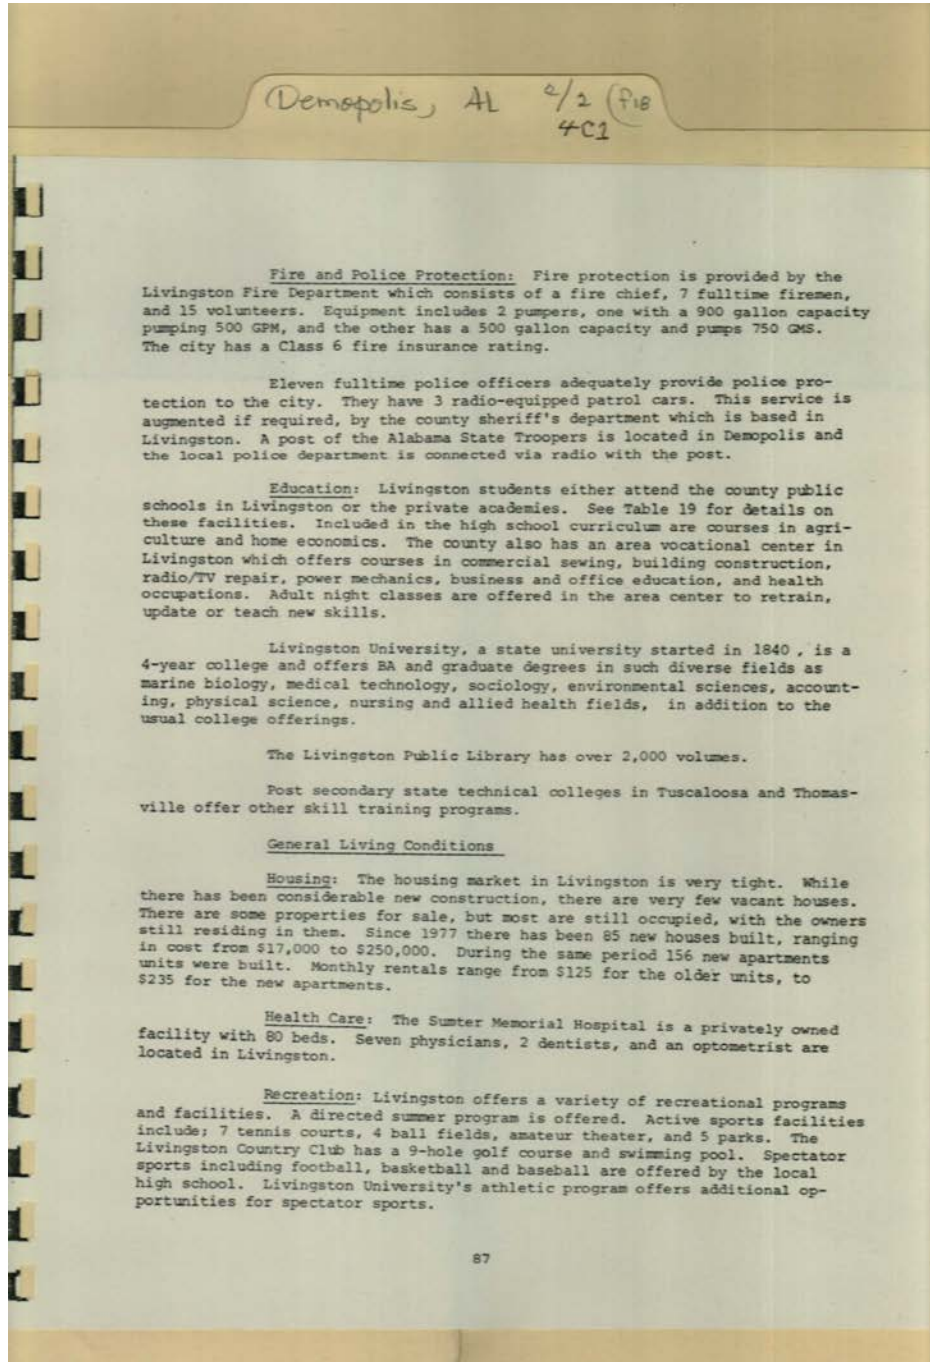 Demopolis, AL 2/2 (F18
4C1
Fire and Police Protection: Fire protection is provided by the
Livingston Fire Department which consists of a fire chief, 7 fulltime firemen,
and 15 volunteers. Equipment includes 2 pumpers, one with a 900 gallon capacity
pumping 500 GPM, and the other has a 500 gallon capacity and pumps 750 GMS.
The city has a Class 6 fire insurance rating.
Eleven fulltime police officers adequately provide police pro-
tection to the city. They have 3 radio-equipped patrol cars. This service is
augmented if required, by the county sheriff's department which is based in
Livingston. A post of the Alabama State Troopers is located in Demopolis and
the local police department is connected via radio with the post.
Education: Livingston students either attend the county public
schools in Livingston or the private academies. See Table 19 for details on
these facilities. Included in the high school curriculum are courses in agri-
culture and home economics. The county also has an area vocational center in
Livingston which offers courses in commercial sewing, building construction,
radio/TV repair, power mechanics, business and office education, and health
occupations. Adult night classes are offered in the area center to retrain,
update or teach new skills.
Livingston University, a state university started in 1840 , is a
4-year college and offers BA and graduate degrees in such diverse fields as
marine biology, medical technology, sociology, environmental sciences, account-
ing, physical science, nursing and allied health fields, in addition to the
usual college offerings.
The Livingston Public Library has over 2,000 volumes.
Post secondary state technical colleges in Tuscaloosa and Thomas-
ville offer other skill training programs.
General Living Conditions
Housing: The housing market in Livingston is very tight. While
there has been considerable new construction, there are very few vacant houses.
There are some properties for sale, but most are still occupied, with the owners
still residing in them. Since 1977 there has been 85 new houses built, ranging
in cost from $17,000 to $250,000. During the same period 156 new apartments
units were built. Monthly rentals range from $125 for the older units, to
$235 for the new apartments.
Health Care: The Sumter Memorial Hospital is a privately owned
facility with 80 beds. Seven physicians, 2 dentists, and an optometrist are
located in Livingston.
Recreation: Livingston offers a variety of recreational programs
and facilities. A directed summer program is offered. Active sports facilities
include; 7 tennis courts, 4 ball fields, amateur theater, and 5 parks. The
Livingston Country Club has a 9-hole golf course and swimming pool. Spectator
sports including football, basketball and baseball are offered by the local
high school. Livingston University's athletic program offers additional op-
portunities for spectator sports.
87